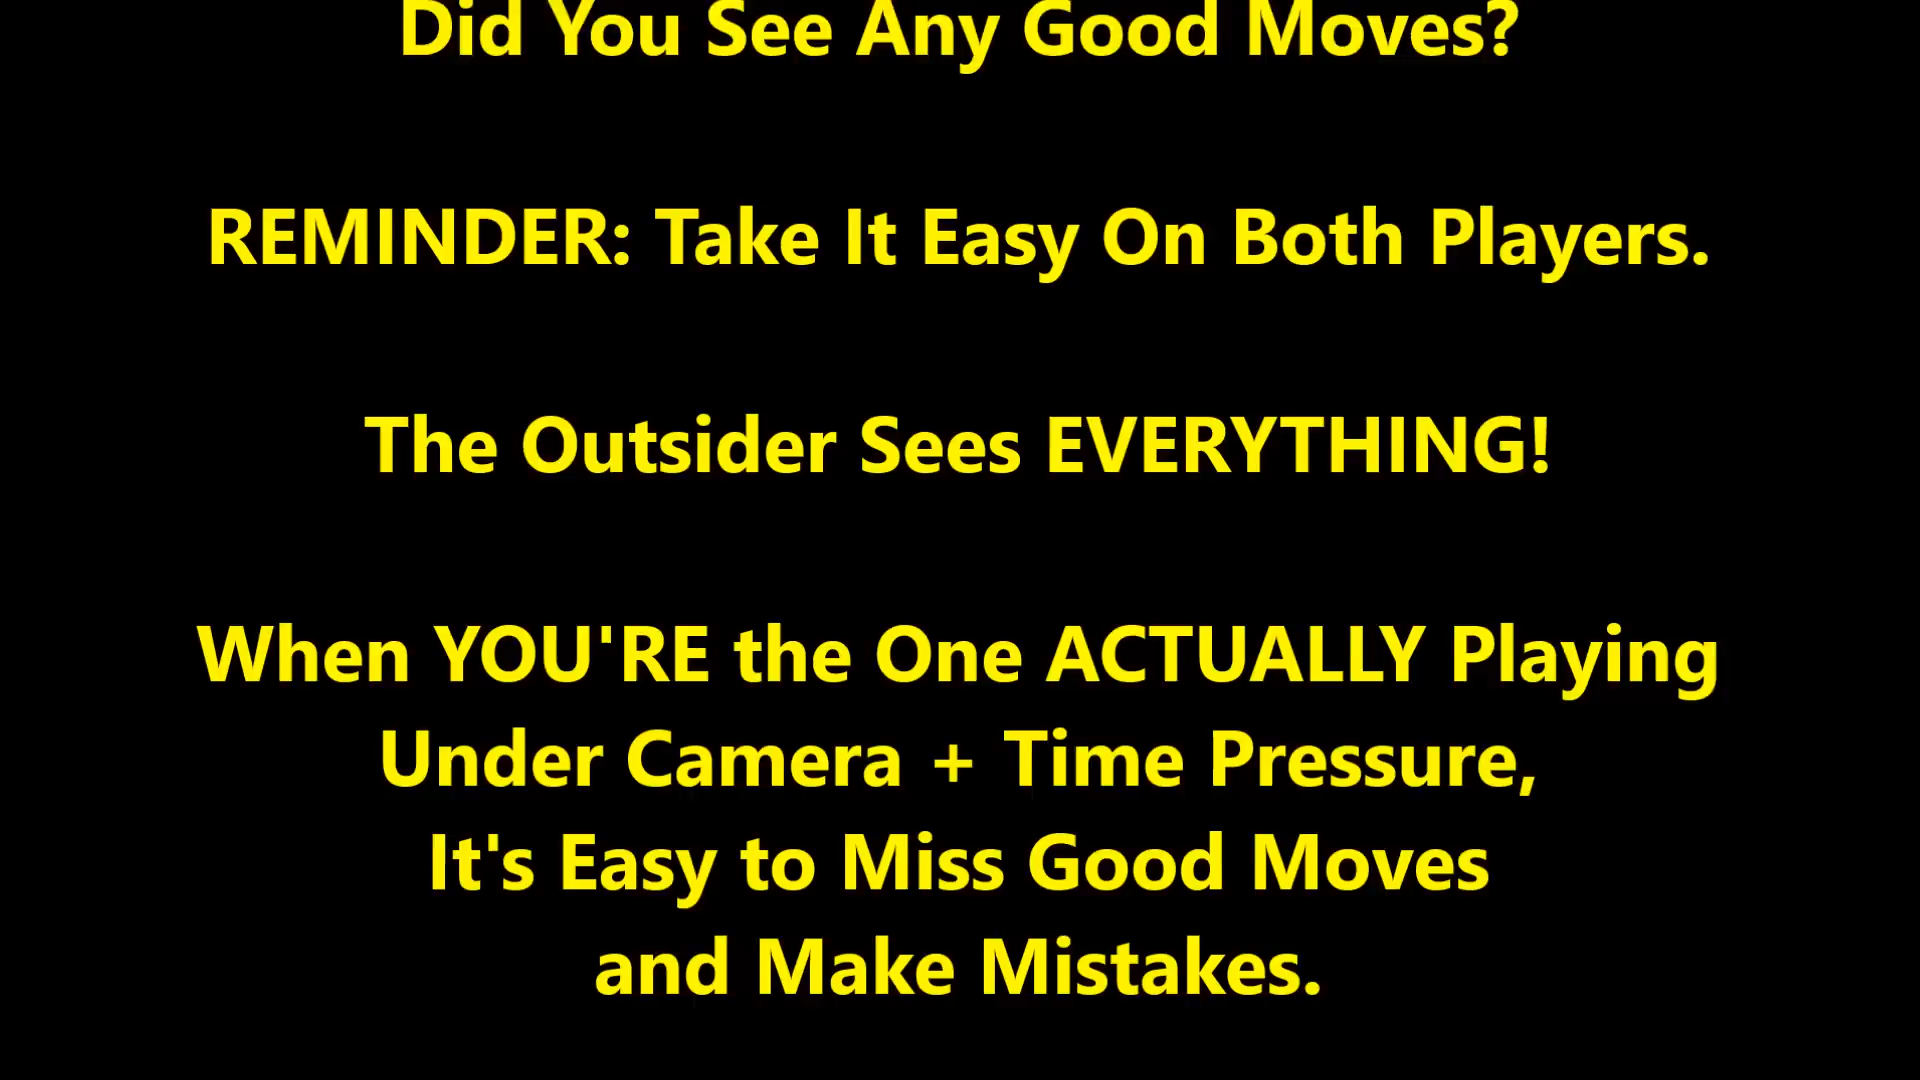 Did You See Any Good Moves?
REMINDER: Take It Easy On Both Players.
The Outsider Sees EVERYTHING!
When YOU'RE the One ACTUALLY Playing
Under Camera + Time Pressure,
It's Easy to Miss Good Moves
and Make Mistakes.